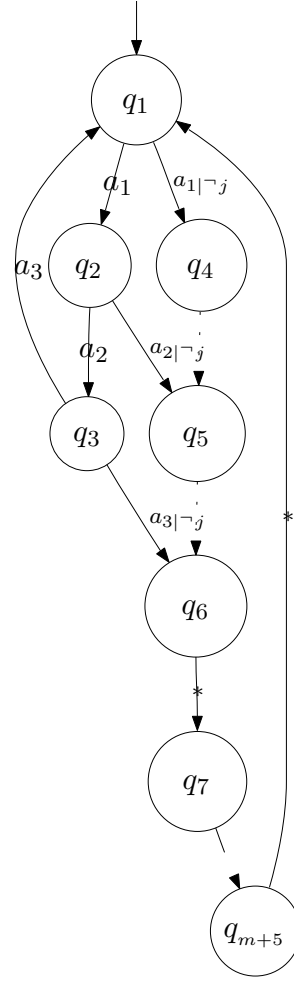 q₁
a₁ a₁|¬j
a₃ q₂ q₄
a₂ a₂|¬j
q₃ q₅
a₃|¬j
*
q₆
*
q₇
qₘ₊₅